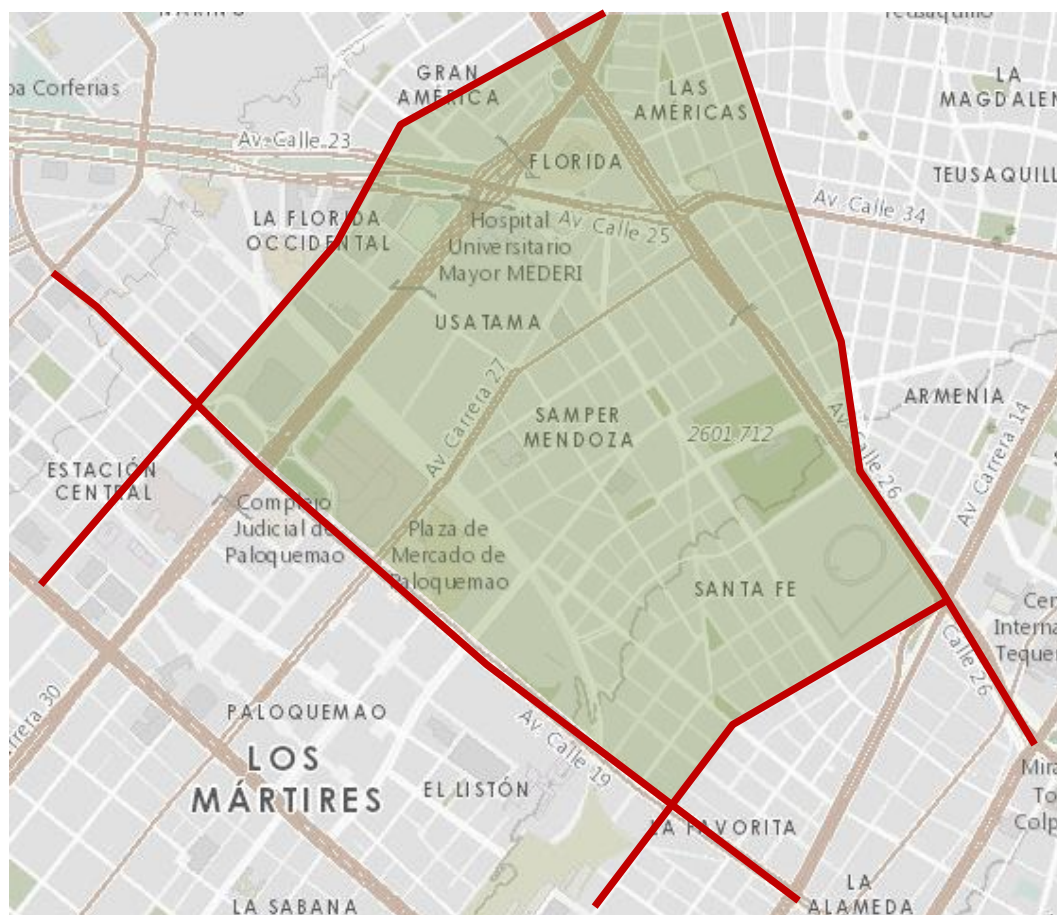 Corferias
GRAN
AMÉRICA
LAS
AMÉRICAS
LA
Av. Calle 23
FLORIDA
TEUSAQUILL
LA FLORIDA
OCCIDENTAL
Hospital
Universitario
Mayor MEDERI
Av. Calle 25
Av. Calle 34
USATAMA
Av. Carrera 27
SAMPER
MENDOZA
2601 712
ARMENIA
Av. Calle 26
Av. Carrera 14
ESTACIÓN
CENTRAL
Complejo
Judicial de
Paloquemao
Plaza de
Mercado de
Paloquemao
SANTA FE
Calle 26
30
PALOQUEMAO
LOS
MÁRTIRES
Av. Calle 19
EL LISTÓN
LA FAVORITA
LA SABANA
LA
ALAMEDA